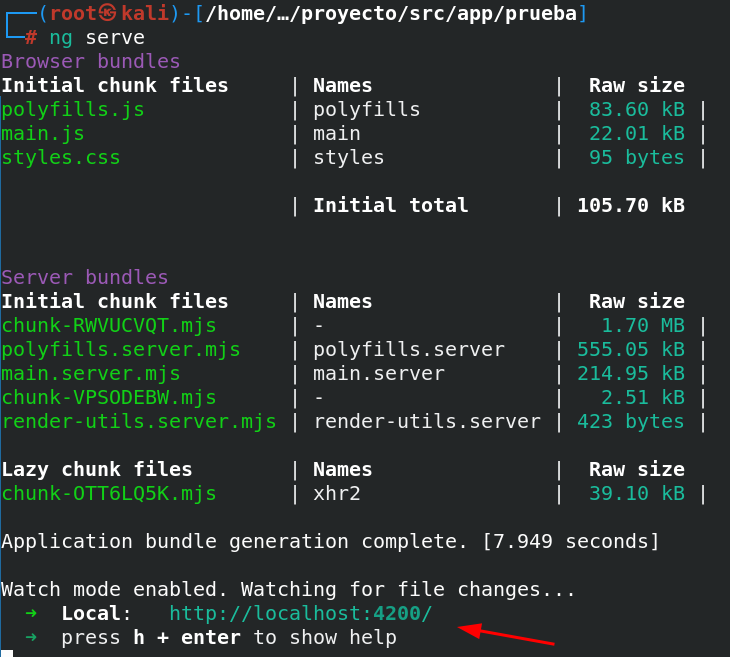 (root㉿kali)-[/home/…/proyecto/src/app/prueba]
# ng serve
Browser bundles
Initial chunk files | Names | Raw size
polyfills.js | polyfills | 83.60 kB |
main.js | main | 22.01 kB |
styles.css | styles | 95 bytes |
| Initial total | 105.70 kB
Server bundles
Initial chunk files | Names | Raw size
chunk-RWVUCVQT.mjs | - | 1.70 MB |
polyfills.server.mjs | polyfills.server | 555.05 kB |
main.server.mjs | main.server | 214.95 kB |
chunk-VPSODEBW.mjs | - | 2.51 kB |
render-utils.server.mjs | render-utils.server | 423 bytes |
Lazy chunk files | Names | Raw size
chunk-OTT6LQ5K.mjs | xhr2 | 39.10 kB |
Application bundle generation complete. [7.949 seconds]
Watch mode enabled. Watching for file changes...
➜ Local: http://localhost:4200/
➜ press h + enter to show help